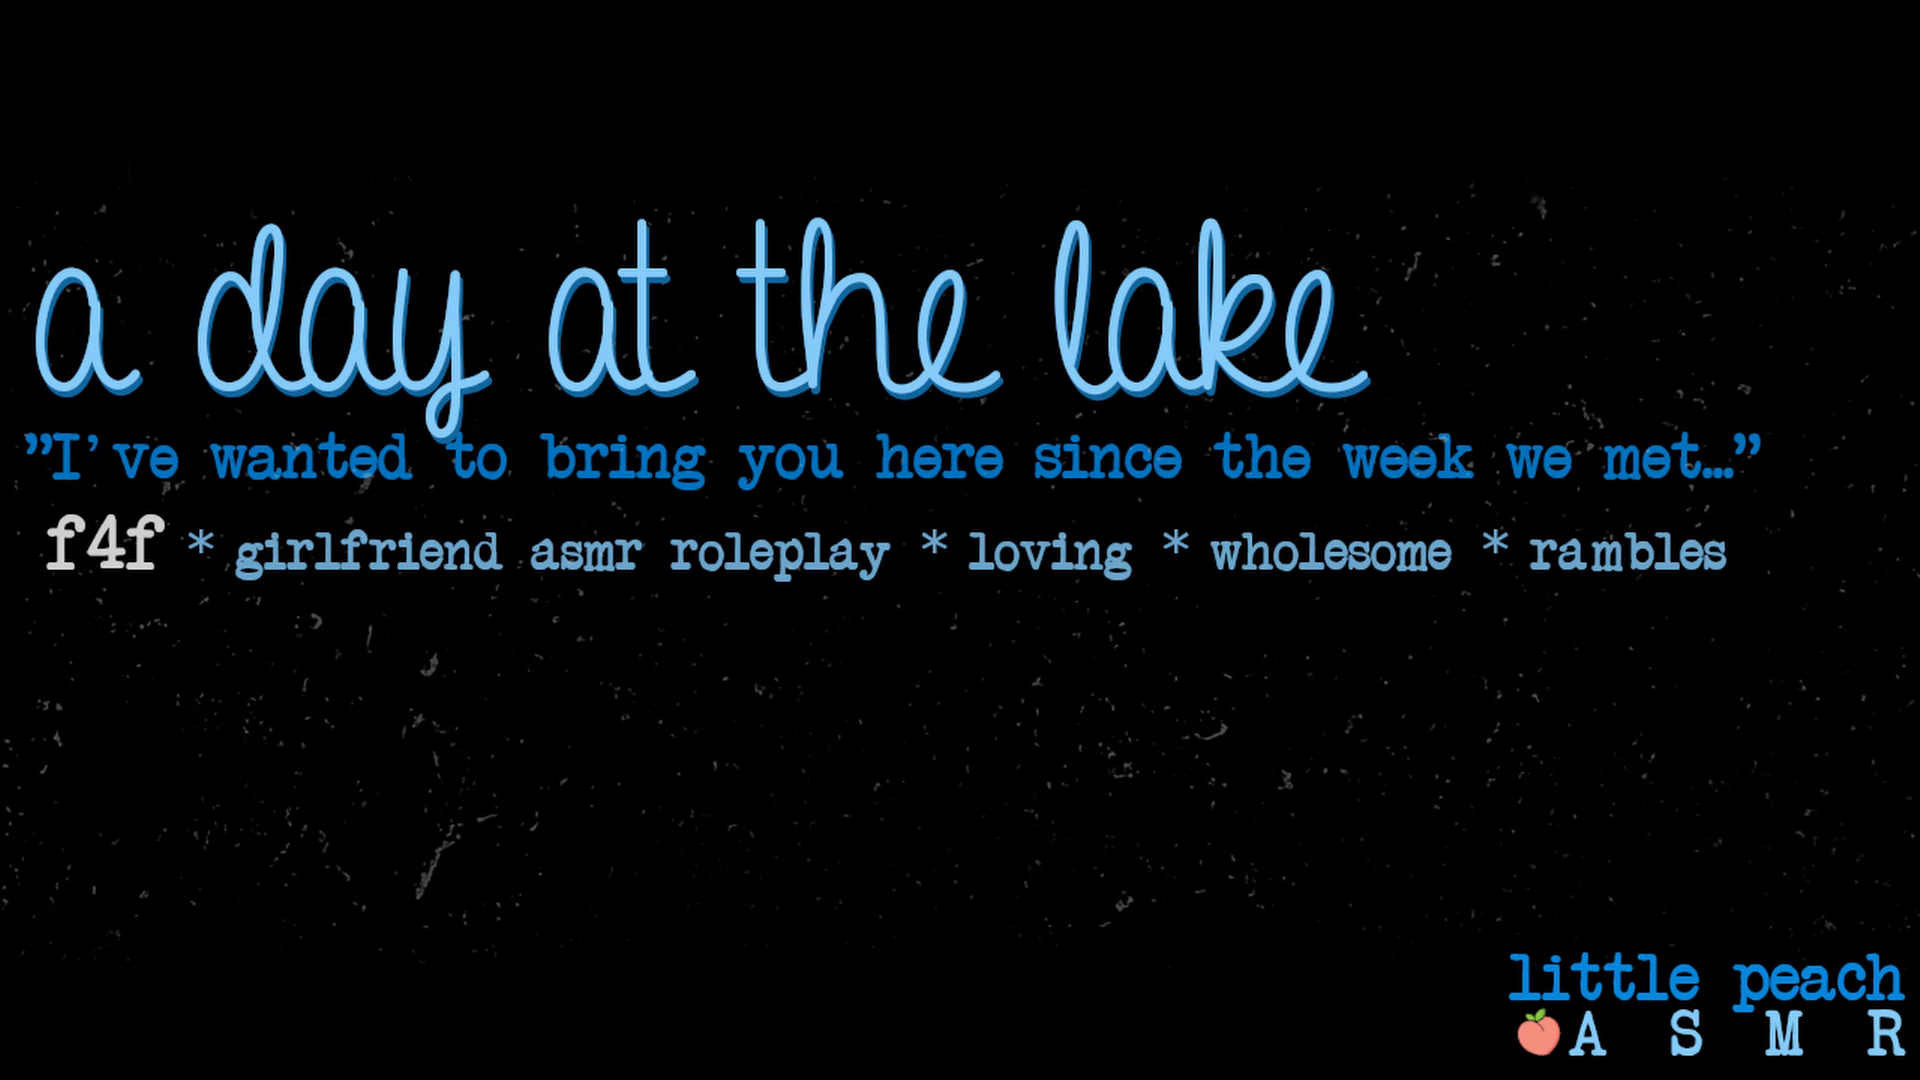 a day at the lake
”I've wanted to bring you here since the week we met...”
f4f * girlfriend asmr roleplay * loving * wholesome * rambles
little peach
🍑A S M R